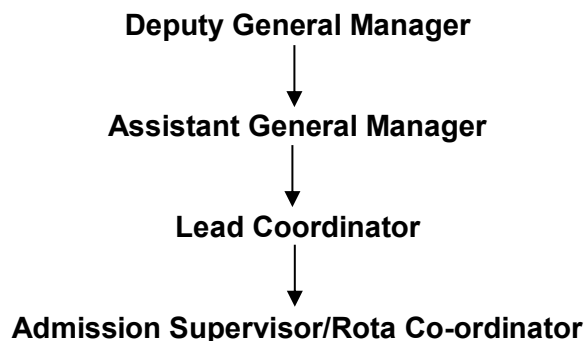 Deputy General Manager
Assistant General Manager
Lead Coordinator
Admission Supervisor/Rota Co-ordinator